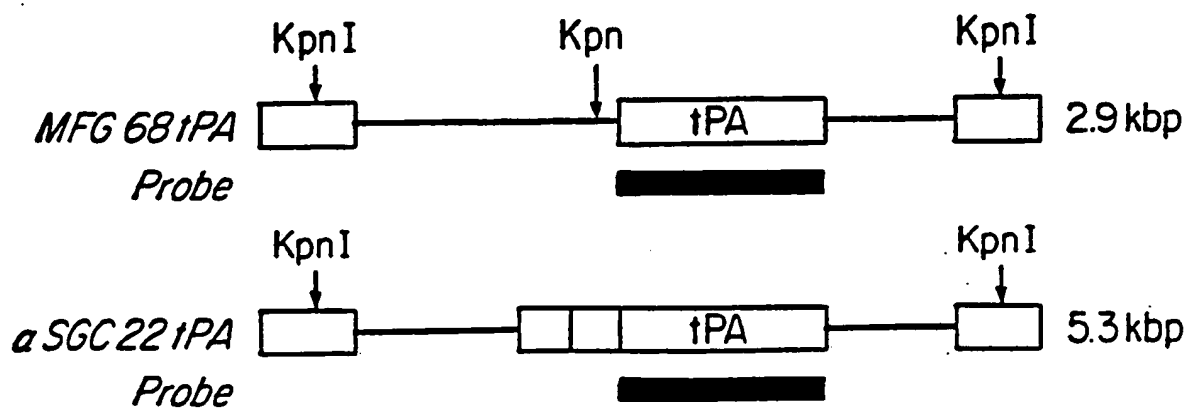 KpnI Kpn KpnI
MFG 68 tPA tPA 2.9 kbp
Probe
KpnI KpnI
α SGC 22 tPA tPA 5.3 kbp
Probe